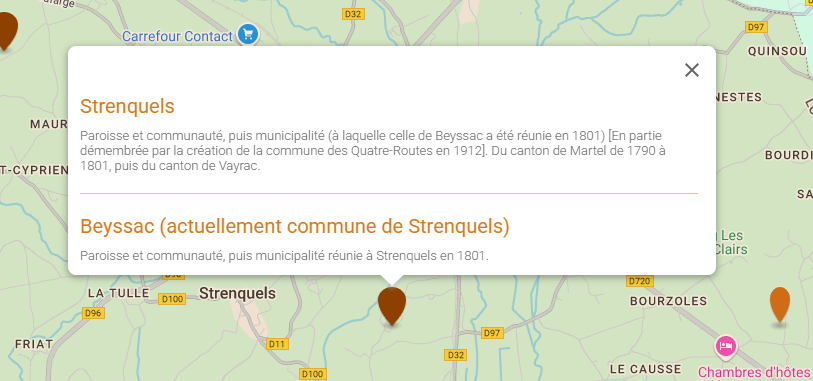 D32
Carrefour Contact
D97
QUINSOU
Strenquels
NESTES
Paroisse et communauté, puis municipalité (à laquelle celle de Beyssac a été réunie en 1801) [En partie
MAUR
démembrée par la création de la commune des Quatre-Routes en 1912]. Du canton de Martel de 1790 à
BOURDI
T-CYPRIEN
1801, puis du canton de Vayrac.
SA
Beyssac (actuellement commune de Strenquels)
Les
Clairs
Paroisse et communauté, puis municipalité réunie à Strenquels en 1801.
D720
LA TULLE
D100
Strenquels
BOURZOLES
D96
D97
FRIAT
D11
D32
LE CAUSSE
D100
Chambres d'hôtes